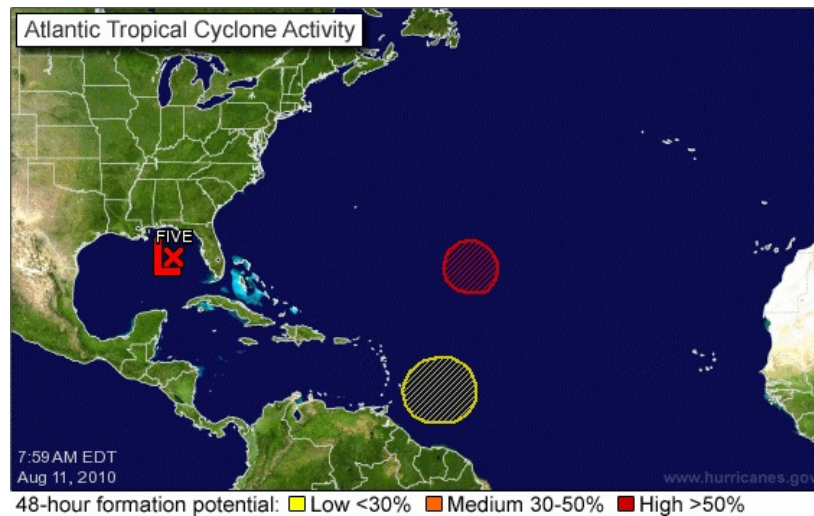 Atlantic Tropical Cyclone Activity
FIVE
7:59 AM EDT
Aug 11, 2010
www.hurricanes.gov
48-hour formation potential: Low <30% Medium 30-50% High >50%